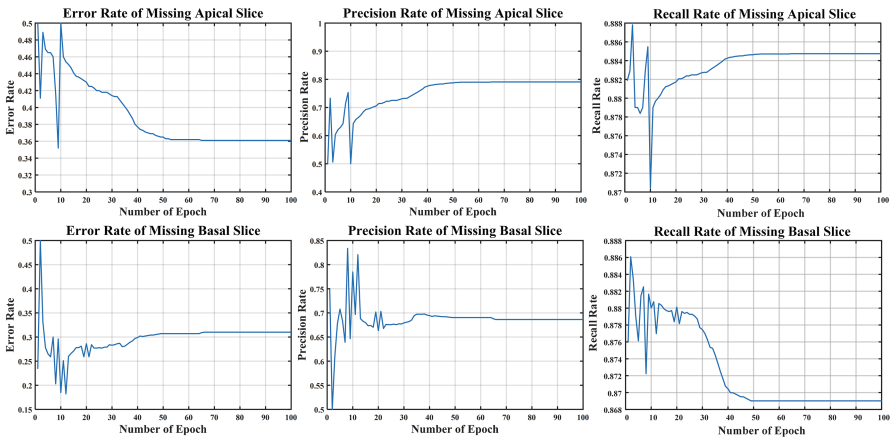 Error Rate of Missing Apical Slice
Error Rate
0.5
0.48
0.46
0.44
0.42
0.4
0.38
0.36
0.34
0.32
0.3
0 10 20 30 40 50 60 70 80 90 100
Number of Epoch
Precision Rate of Missing Apical Slice
Precision Rate
1
0.9
0.8
0.7
0.6
0.5
0.4
0 10 20 30 40 50 60 70 80 90 100
Number of Epoch
Recall Rate of Missing Apical Slice
Recall Rate
0.888
0.886
0.884
0.882
0.88
0.878
0.876
0.874
0.872
0.87
0 10 20 30 40 50 60 70 80 90 100
Number of Epoch
Error Rate of Missing Basal Slice
Error Rate
0.5
0.45
0.4
0.35
0.3
0.25
0.2
0.15
0 10 20 30 40 50 60 70 80 90 100
Number of Epoch
Precision Rate of Missing Basal Slice
Precision Rate
0.85
0.8
0.75
0.7
0.65
0.6
0.55
0.5
0 10 20 30 40 50 60 70 80 90 100
Number of Epoch
Recall Rate of Missing Basal Slice
Recall Rate
0.888
0.886
0.884
0.882
0.880
0.878
0.876
0.874
0.872
0.870
0.868
0 10 20 30 40 50 60 70 80 90 100
Number of Epoch